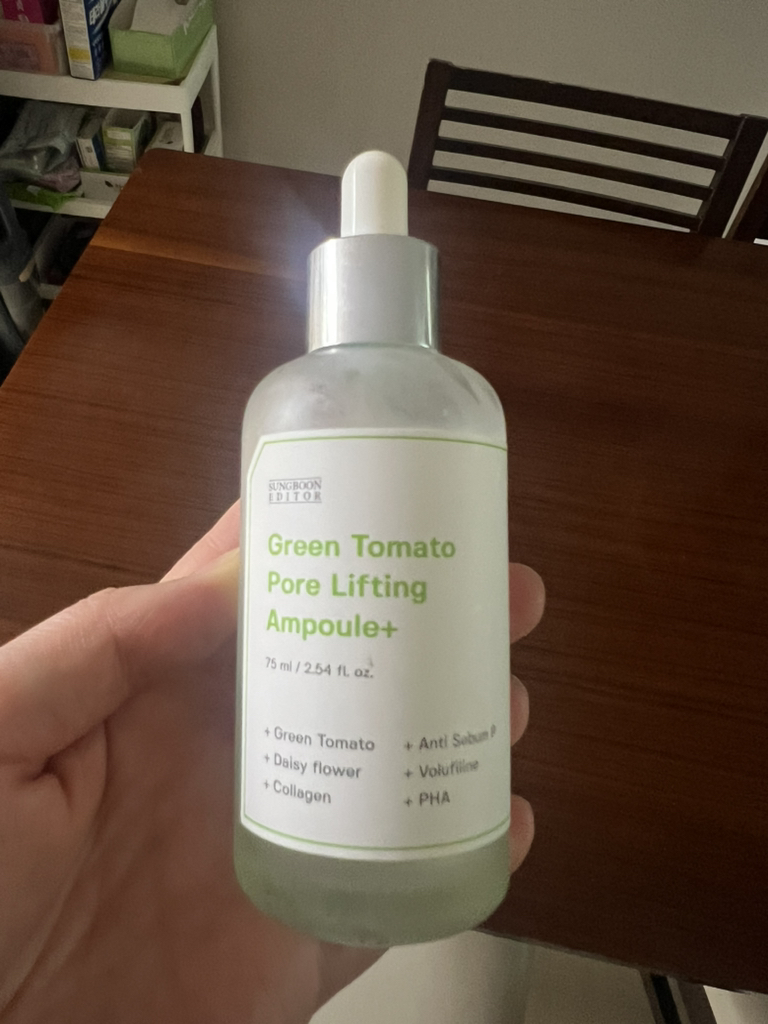 SUNGBOON
EDITOR
Green Tomato
Pore Lifting
Ampoule+
75 ml / 2.54 fl. oz.
+ Green Tomato
+ Daisy flower
+ Collagen
+ Anti Sebum P
+ Volufiline
+ PHA